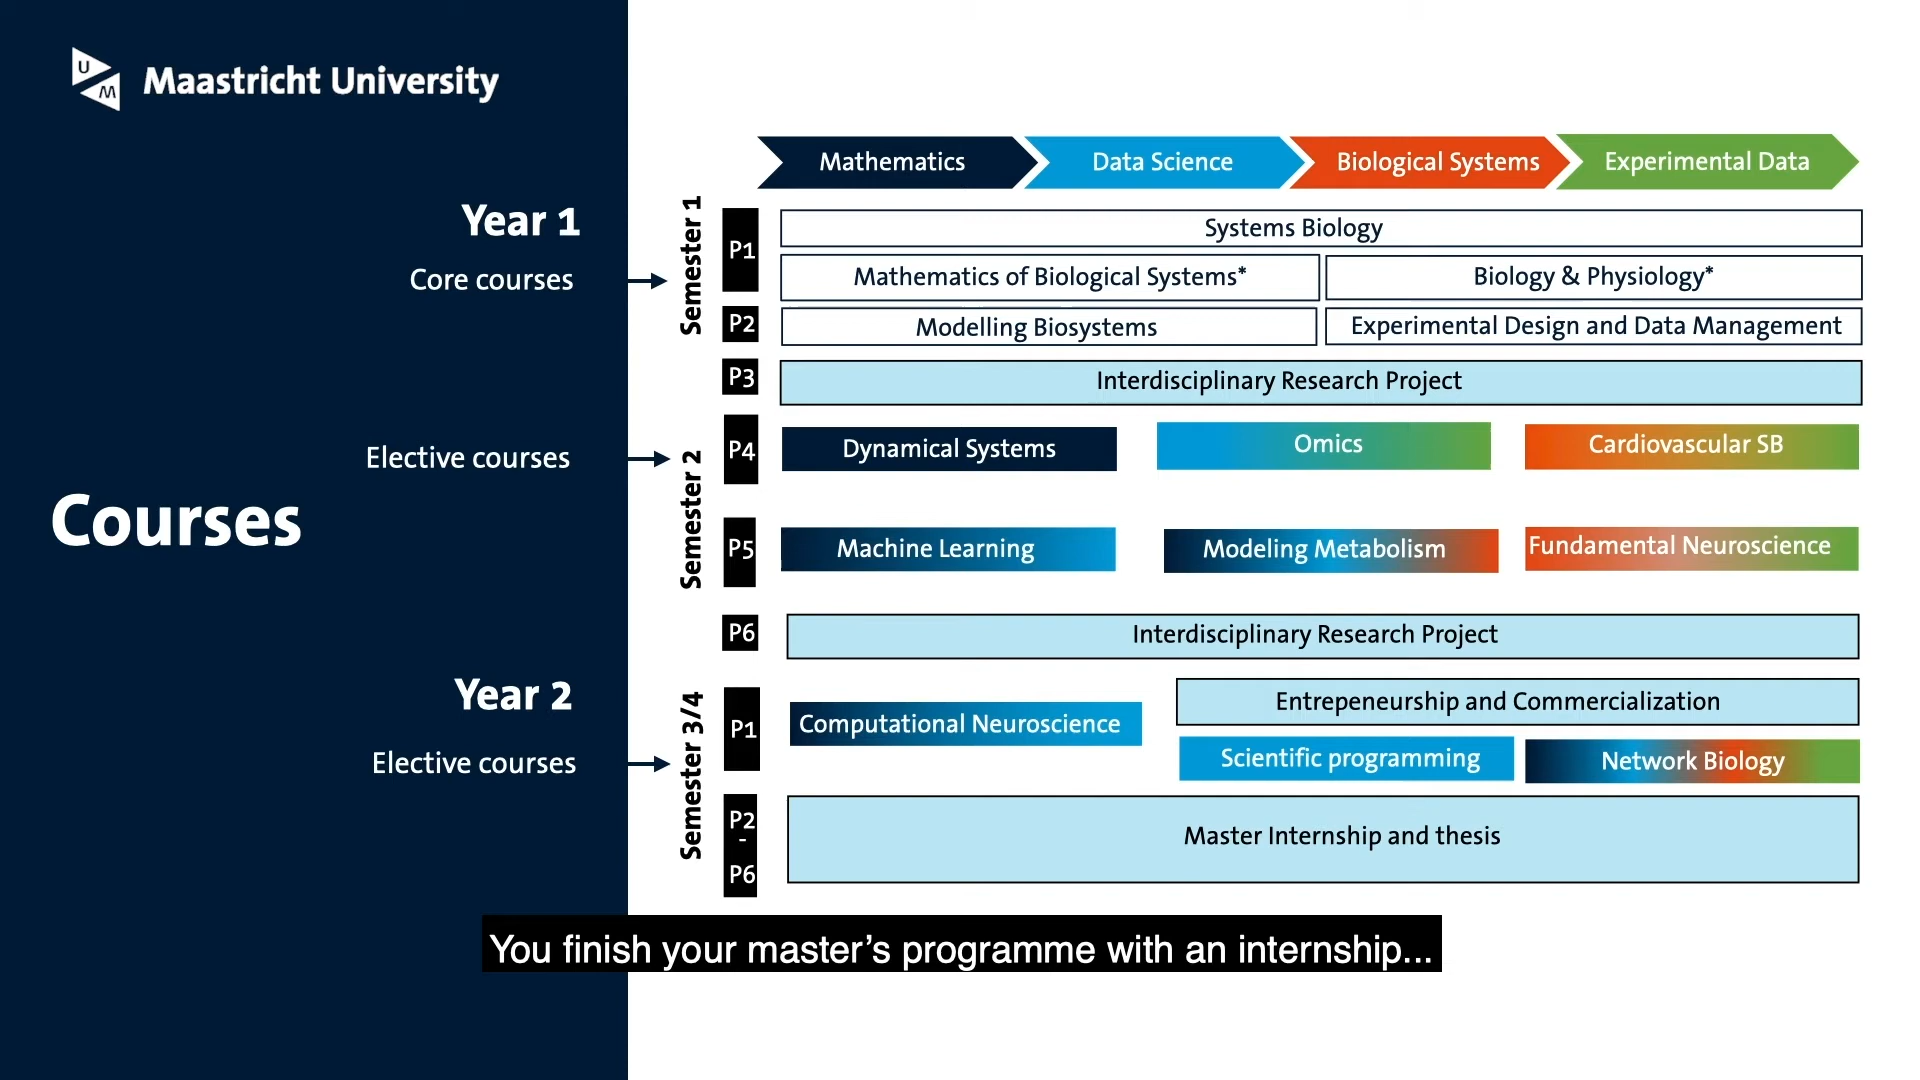 UM
Maastricht University
Mathematics
Data Science
Biological Systems
Experimental Data
Year 1
Core courses
Semester 1
P1
Systems Biology
Mathematics of Biological Systems*
Biology & Physiology*
P2
Modelling Biosystems
Experimental Design and Data Management
P3
Interdisciplinary Research Project
Elective courses
Semester 2
P4
Dynamical Systems
Omics
Cardiovascular SB
Courses
P5
Machine Learning
Modeling Metabolism
Fundamental Neuroscience
P6
Interdisciplinary Research Project
Year 2
Elective courses
Semester 3/4
P1
Computational Neuroscience
Entrepeneurship and Commercialization
Scientific programming
Network Biology
P2
-
P6
Master Internship and thesis
You finish your master’s programme with an internship...